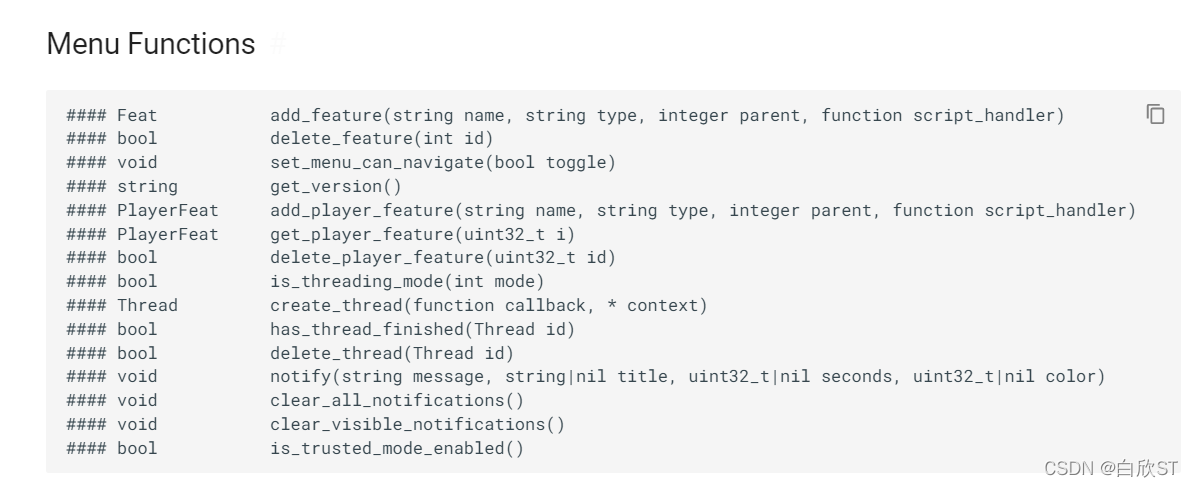 Menu Functions #
#### Feat add_feature(string name, string type, integer parent, function script_handler)
#### bool delete_feature(int id)
#### void set_menu_can_navigate(bool toggle)
#### string get_version()
#### PlayerFeat add_player_feature(string name, string type, integer parent, function script_handler)
#### PlayerFeat get_player_feature(uint32_t i)
#### bool delete_player_feature(uint32_t id)
#### bool is_threading_mode(int mode)
#### Thread create_thread(function callback, * context)
#### bool has_thread_finished(Thread id)
#### bool delete_thread(Thread id)
#### void notify(string message, string|nil title, uint32_t|nil seconds, uint32_t|nil color)
#### void clear_all_notifications()
#### void clear_visible_notifications()
#### bool is_trusted_mode_enabled()
CSDN @白欣ST